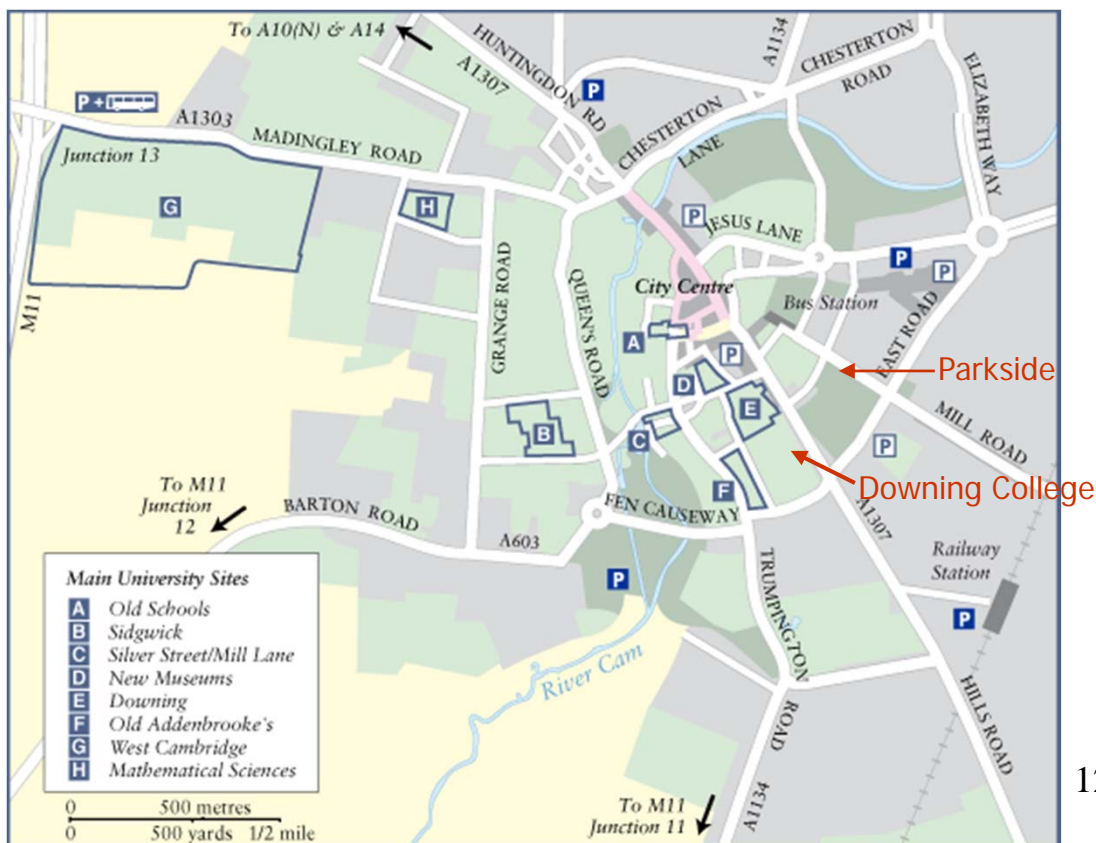 To A10(N) & A14
HUNTINGDON RD
A1307
A1134
CHESTERTON
ROAD
ELIZABETH WAY
P
P +
A1303
MADINGLEY ROAD
CHESTERTON
LANE
Junction 13
G
H
P
JESUS LANE
P
P
M11
GRANGE ROAD
QUEEN'S ROAD
City Centre
Bus Station
EAST ROAD
A
P
Parkside
D
E
MILL ROAD
B
C
P
Downing College
To M11
Junction
12
BARTON ROAD
F
FEN CAUSEWAY
A1307
A603
Railway
Station
P
P
TRUMPINGTON
ROAD
River Cam
HILLS ROAD
Main University Sites
A Old Schools
B Sidgwick
C Silver Street/Mill Lane
D New Museums
E Downing
F Old Addenbrooke's
G West Cambridge
H Mathematical Sciences
0 500 metres
0 500 yards 1/2 mile
To M11
Junction 11
A1134